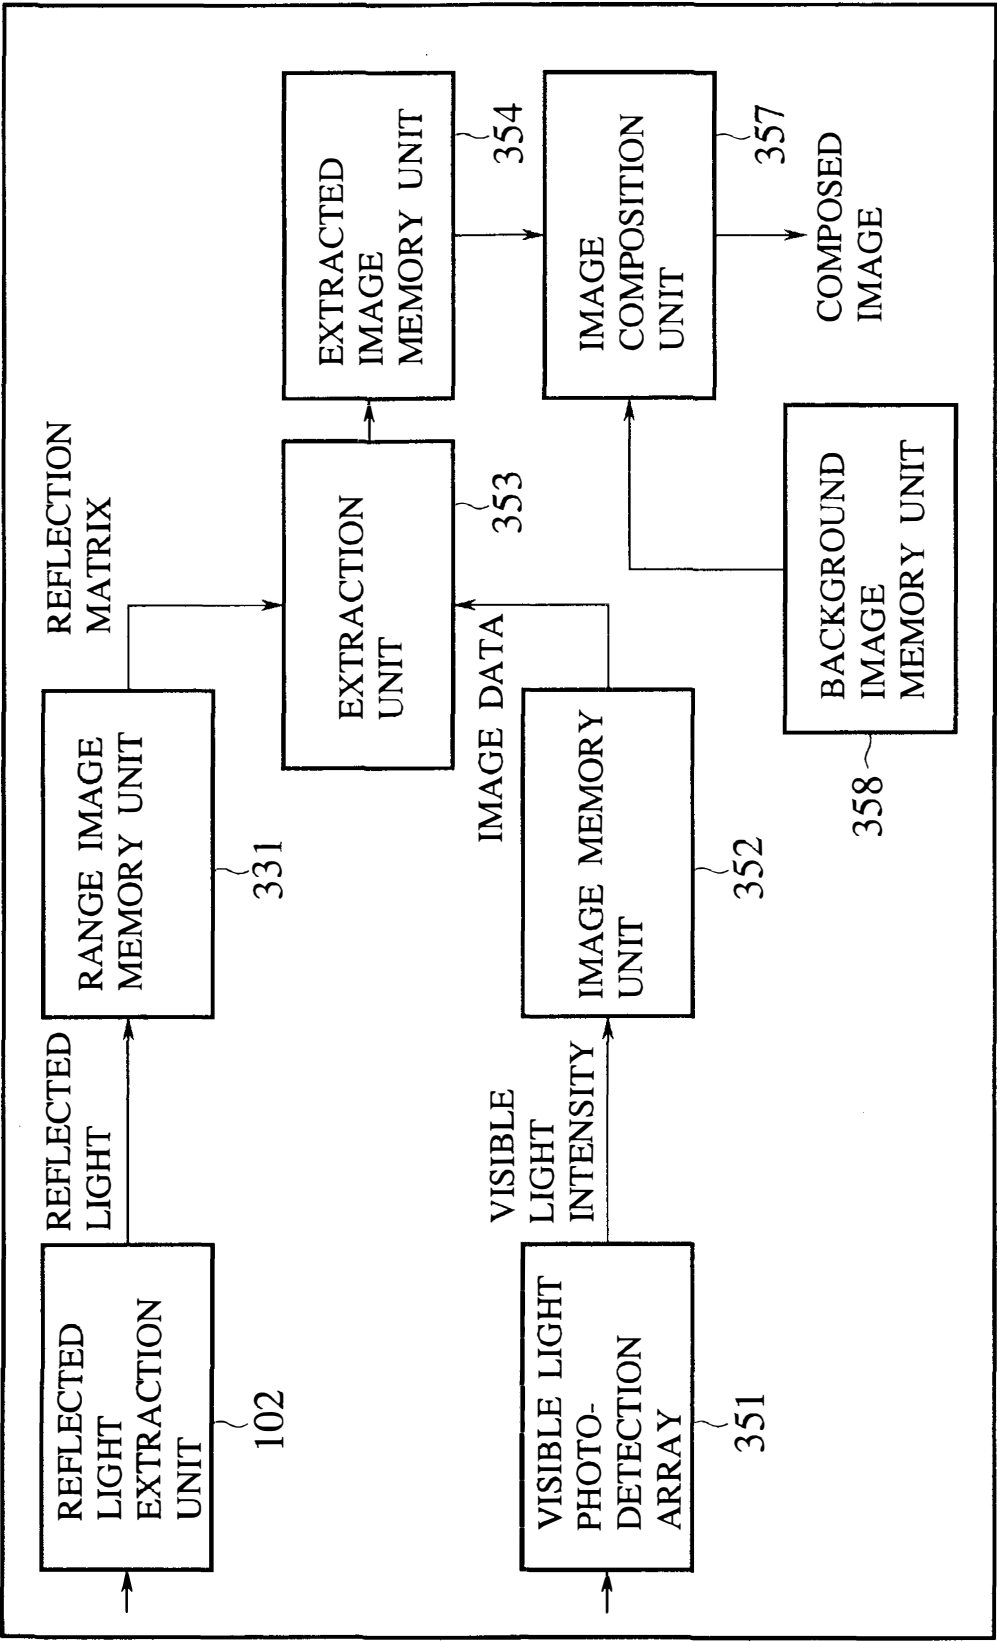 REFLECTED
LIGHT
EXTRACTION
UNIT
102
REFLECTED
LIGHT
RANGE IMAGE
MEMORY UNIT
331
REFLECTION
MATRIX
VISIBLE LIGHT
PHOTO-
DETECTION
ARRAY
351
VISIBLE
LIGHT
INTENSITY
IMAGE MEMORY
UNIT
352
IMAGE DATA
EXTRACTION
UNIT
353
EXTRACTED
IMAGE
MEMORY UNIT
354
BACKGROUND
IMAGE
MEMORY UNIT
358
IMAGE
COMPOSITION
UNIT
357
COMPOSED
IMAGE